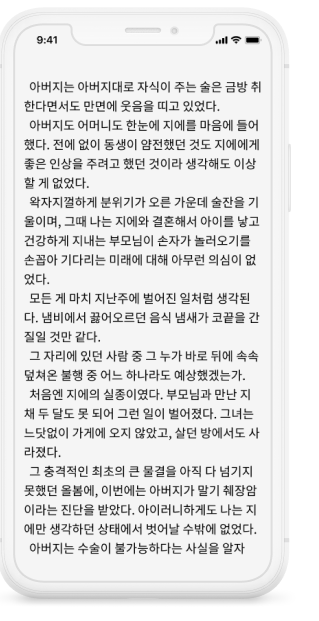 9:41
아버지는 아버지대로 자식이 주는 술은 금방 취
한다면서도 만면에 웃음을 띠고 있었다.
아버지도 어머니도 한눈에 지에를 마음에 들어
했다. 전에 없이 동생이 얌전했던 것도 지에에게
좋은 인상을 주려고 했던 것이라 생각해도 이상
할 게 없었다.
왁자지껄하게 분위기가 오른 가운데 술잔을 기
울이며, 그때 나는 지에와 결혼해서 아이를 낳고
건강하게 지내는 부모님이 손자가 놀러오기를
손꼽아 기다리는 미래에 대해 아무런 의심이 없
었다.
모든 게 마치 지난주에 벌어진 일처럼 생각된
다. 냄비에서 끓어오르던 음식 냄새가 코끝을 간
질일 것만 같다.
그 자리에 있던 사람 중 그 누가 바로 뒤에 속속
덮쳐온 불행 중 어느 하나라도 예상했겠는가.
처음엔 지에의 실종이었다. 부모님과 만난 지
채 두 달도 못 되어 그런 일이 벌어졌다. 그녀는
느닷없이 가게에 오지 않았고, 살던 방에서도 사
라졌다.
그 충격적인 최초의 큰 물결을 아직 다 넘기지
못했던 올봄에, 이번에는 아버지가 말기 췌장암
이라는 진단을 받았다. 아이러니하게도 나는 지
에만 생각하던 상태에서 벗어날 수밖에 없었다.
아버지는 수술이 불가능하다는 사실을 알자